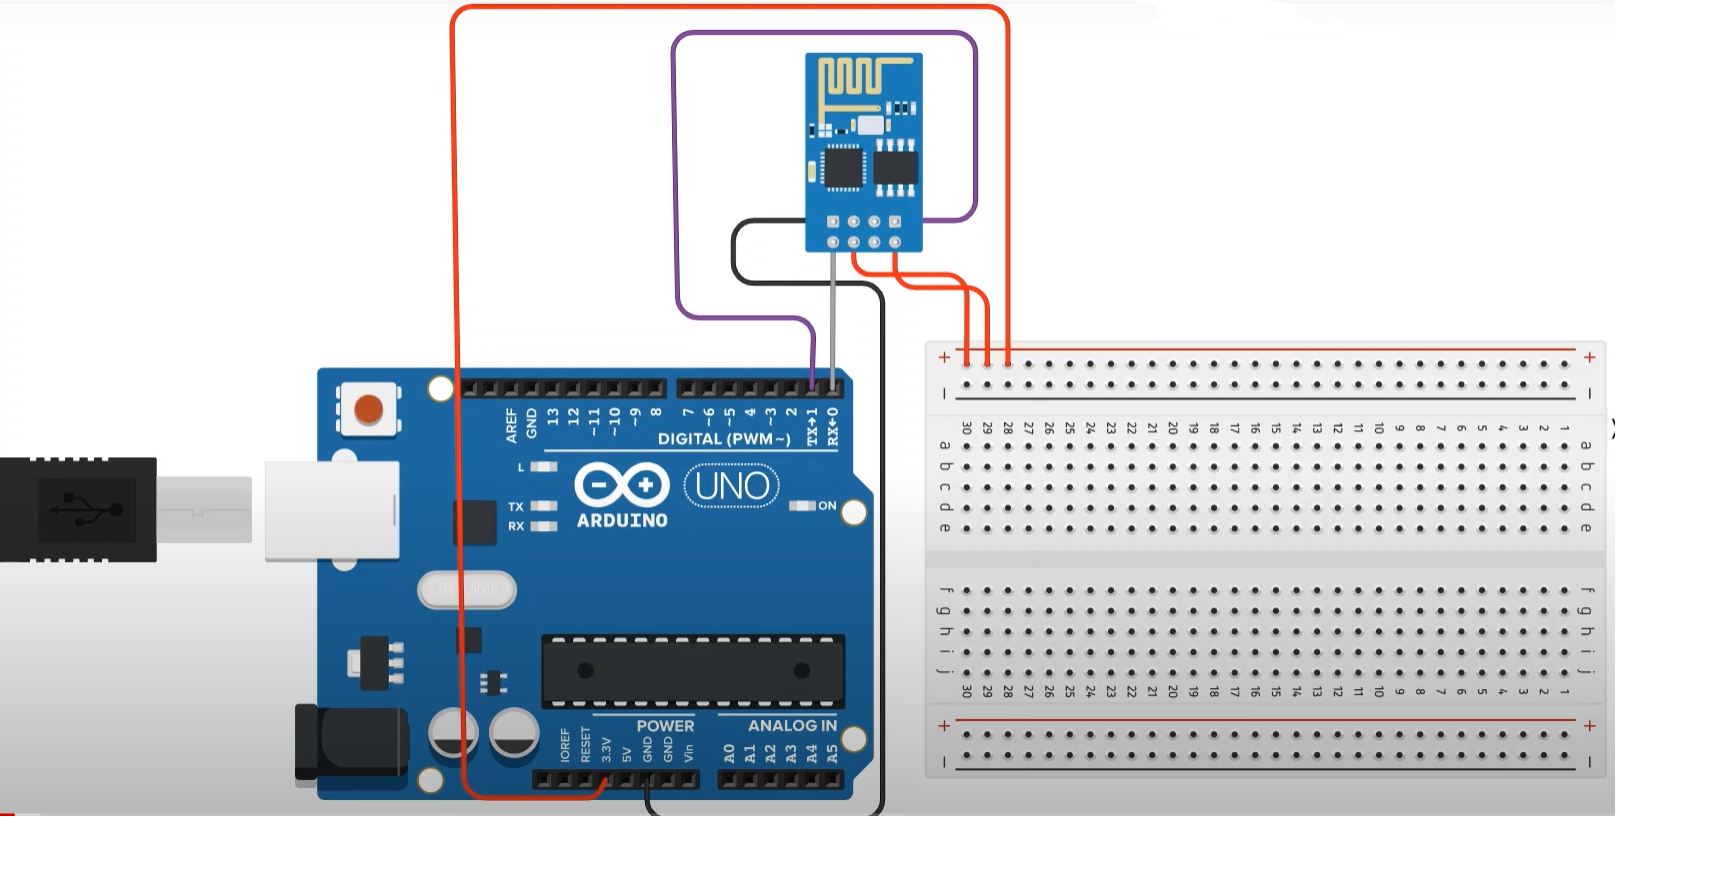 AREF
GND
13
12
~11
~10
~9
8
7
~6
~5
4
~3
2
TX→1
RX←0
DIGITAL (PWM~)
L
TX
RX
UNO
ON
ARDUINO
POWER
ANALOG IN
IOREF
RESET
3.3V
5V
GND
GND
Vin
A0
A1
A2
A3
A4
A5
+ +
− −
30 29 28 27 26 25 24 23 22 21 20 19 18 17 16 15 14 13 12 11 10 9 8 7 6 5 4 3 2 1
a a
b b
c c
d d
e e
f f
g g
h h
i i
j j
30 29 28 27 26 25 24 23 22 21 20 19 18 17 16 15 14 13 12 11 10 9 8 7 6 5 4 3 2 1
+ +
− −